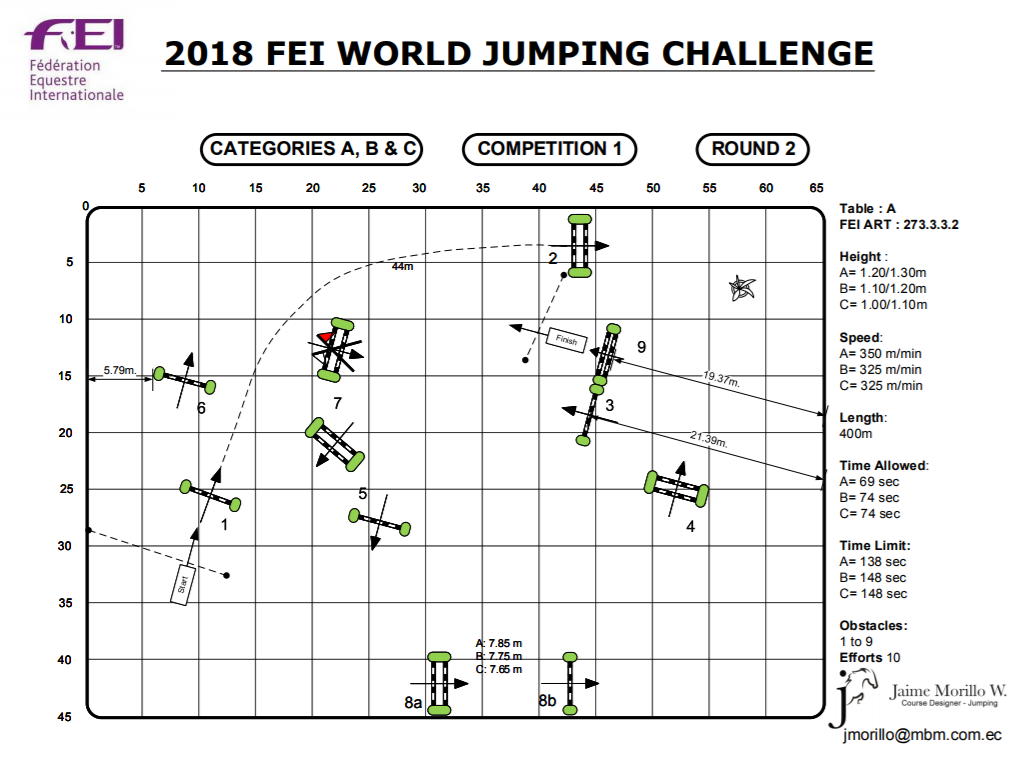 FEI
Fédération
Equestre
Internationale
2018 FEI WORLD JUMPING CHALLENGE
CATEGORIES A, B & C
COMPETITION 1
ROUND 2
5 10 15 20 25 30 35 40 45 50 55 60 65
0
5
10
15
20
25
30
35
40
45
44m
2
Finish
9
19.37m.
5.79m.
6
7
3
21.39m.
5
1
4
Start
A: 7.85 m
B: 7.75 m
C: 7.65 m
8a
8b
Table : A
FEI ART : 273.3.3.2
Height :
A= 1.20/1.30m
B= 1.10/1.20m
C= 1.00/1.10m
Speed:
A= 350 m/min
B= 325 m/min
C= 325 m/min
Length:
400m
Time Allowed:
A= 69 sec
B= 74 sec
C= 74 sec
Time Limit:
A= 138 sec
B= 148 sec
C= 148 sec
Obstacles:
1 to 9
Efforts 10
Jaime Morillo W.
Course Designer - Jumping
jmorillo@mbm.com.ec